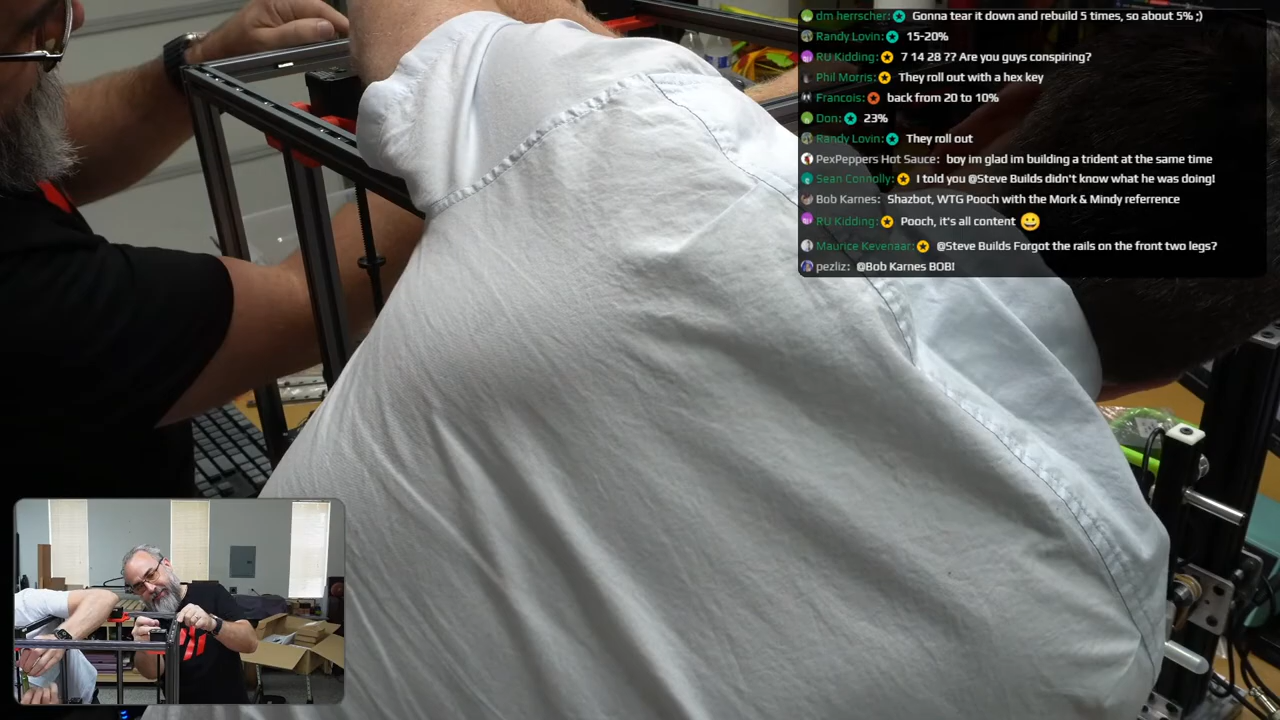 dm herrscher: Gonna tear it down and rebuild 5 times, so about 5% ;)
Randy Lovin: 15-20%
RU Kidding: 7 14 28 ?? Are you guys conspiring?
Phil Morris: They roll out with a hex key
Francois: back from 20 to 10%
Don: 23%
Randy Lovin: They roll out
PexPeppers Hot Sauce: boy im glad im building a trident at the same time
Sean Connolly: I told you @Steve Builds didn't know what he was doing!
Bob Karnes: Shazbot, WTG Pooch with the Mork & Mindy referrence
RU Kidding: Pooch, it's all content 😀
Maurice Kevenaar: @Steve Builds Forgot the rails on the front two legs?
pezliz: @Bob Karnes BOB!